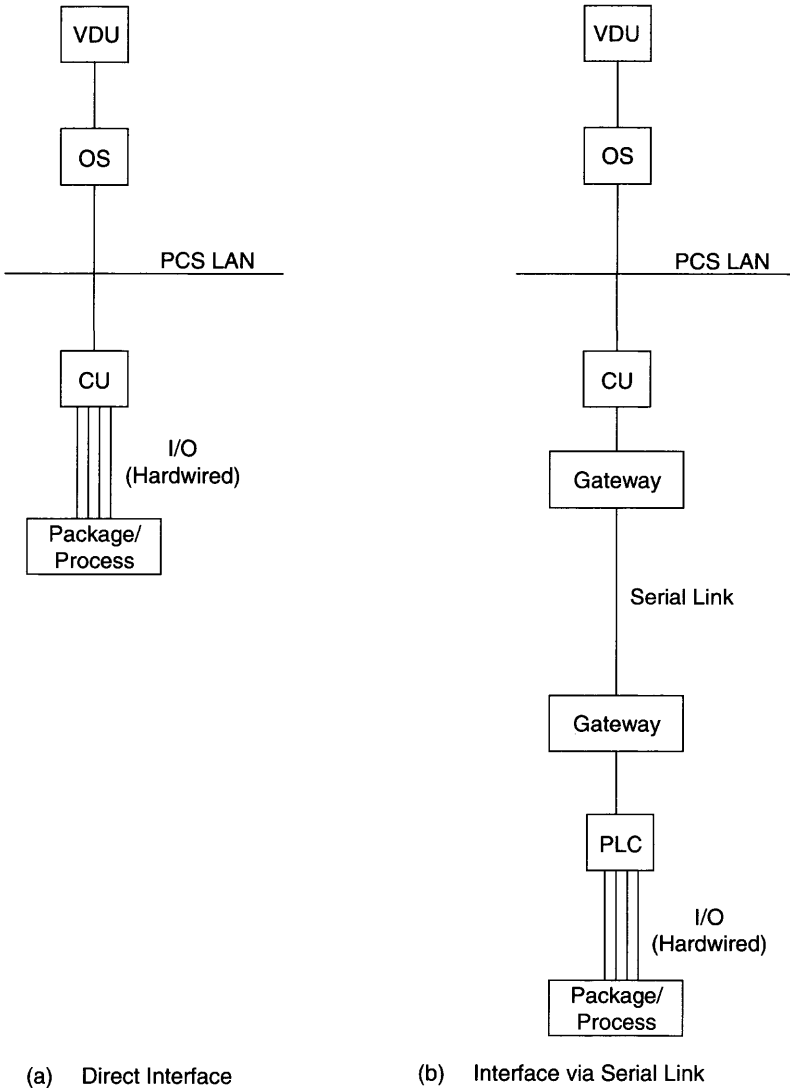 VDU
OS
PCS LAN
CU
I/O
(Hardwired)
Package/
Process
(a) Direct Interface
VDU
OS
PCS LAN
CU
Gateway
Serial Link
Gateway
PLC
I/O
(Hardwired)
Package/
Process
(b) Interface via Serial Link